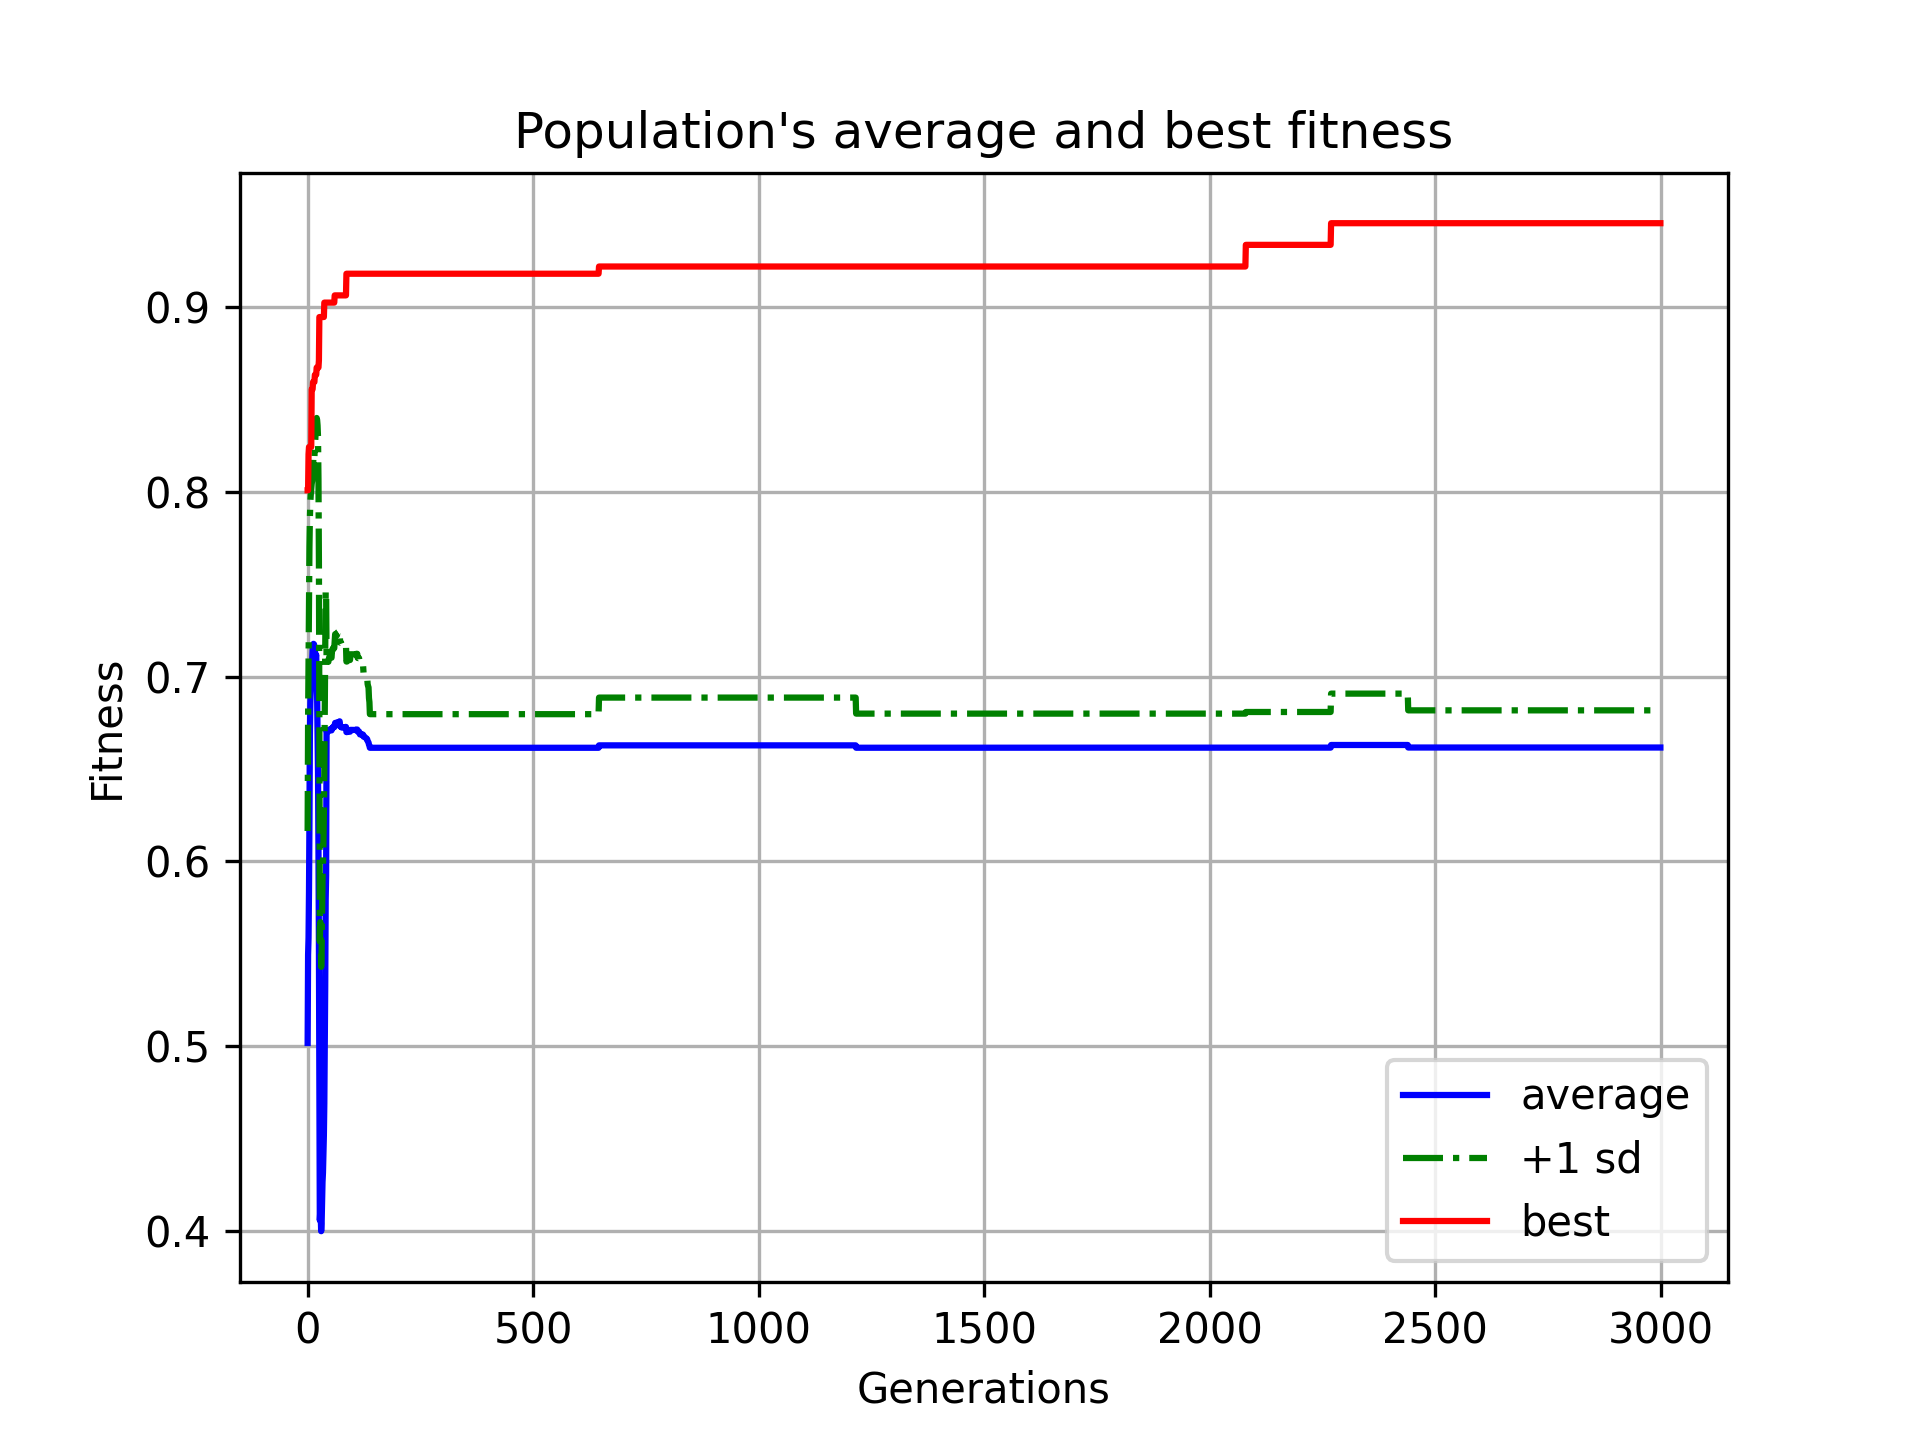 Population's average and best fitness
Fitness
0.9
0.8
0.7
0.6
0.5
0.4
0 500 1000 1500 2000 2500 3000
Generations
average
+1 sd
best